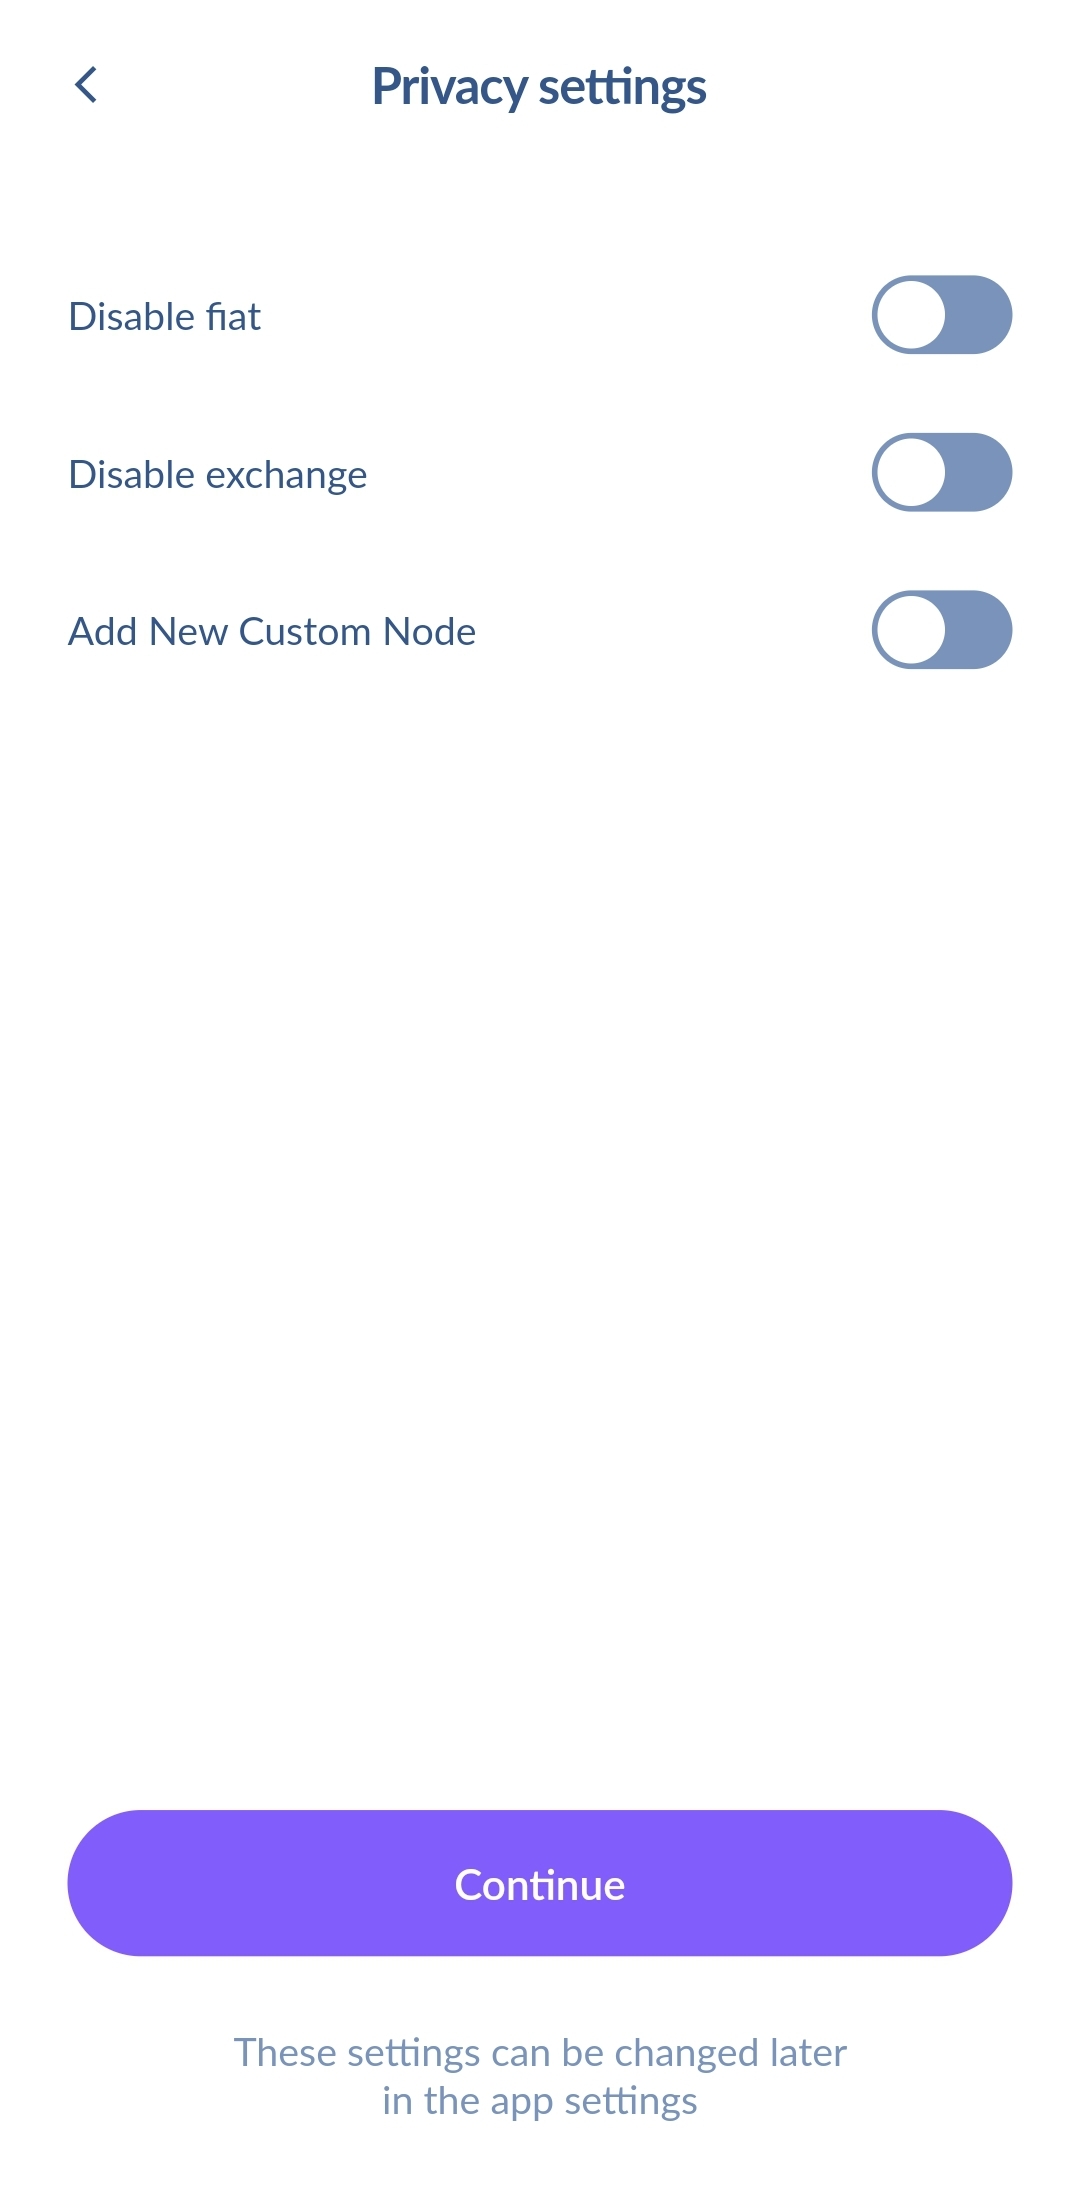 Privacy settings
Disable fiat
Disable exchange
Add New Custom Node
Continue
These settings can be changed later
in the app settings